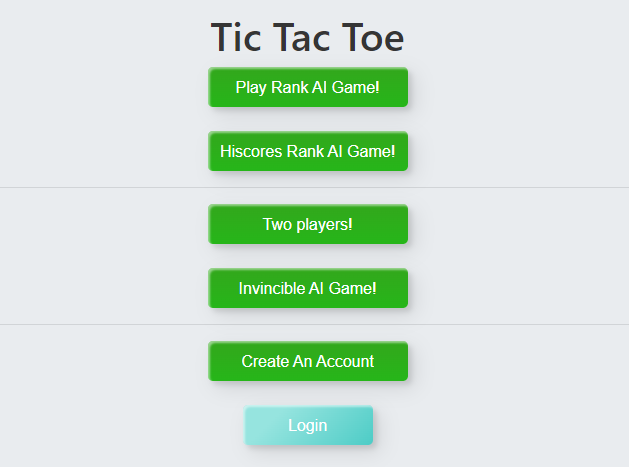 Tic Tac Toe
Play Rank AI Game!
Hiscores Rank AI Game!
Two players!
Invincible AI Game!
Create An Account
Login